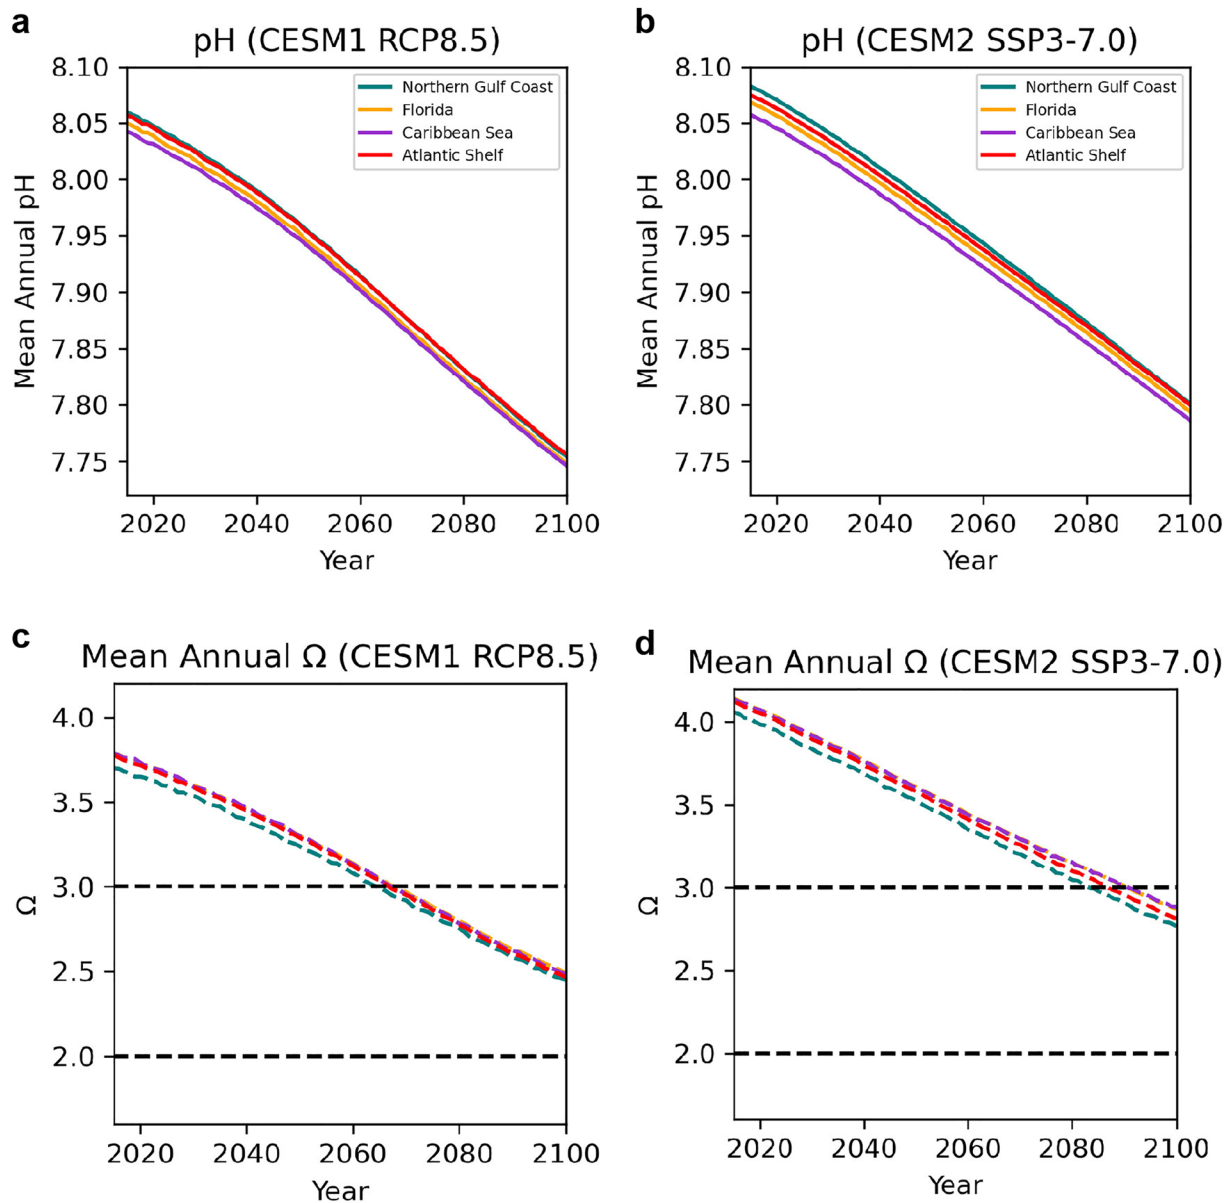 a
pH (CESM1 RCP8.5)
8.10
8.05
8.00
7.95
7.90
7.85
7.80
7.75
Mean Annual pH
Northern Gulf Coast
Florida
Caribbean Sea
Atlantic Shelf
2020 2040 2060 2080 2100
Year
b
pH (CESM2 SSP3-7.0)
8.10
8.05
8.00
7.95
7.90
7.85
7.80
7.75
Mean Annual pH
Northern Gulf Coast
Florida
Caribbean Sea
Atlantic Shelf
2020 2040 2060 2080 2100
Year
c
Mean Annual Ω (CESM1 RCP8.5)
4.0
3.5
3.0
2.5
2.0
Ω
2020 2040 2060 2080 2100
Year
d
Mean Annual Ω (CESM2 SSP3-7.0)
4.0
3.5
3.0
2.5
2.0
Ω
2020 2040 2060 2080 2100
Year